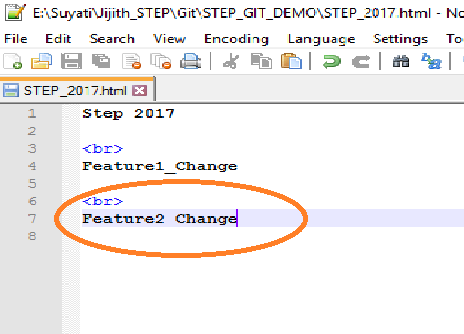 E:\Suyati\Jijith_STEP\Git\STEP_GIT_DEMO\STEP_2017.html - No
File Edit Search View Encoding Language Settings To
STEP_2017.html
1 Step 2017
2
3 <br>
4 Feature1_Change
5
6 <br>
7 Feature2 Change
8